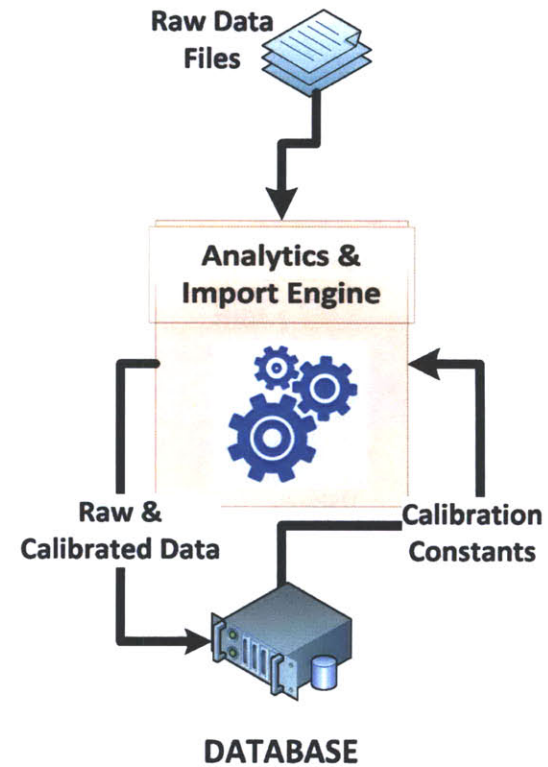 Raw Data
Files
Analytics &
Import Engine
Raw &
Calibrated Data
Calibration
Constants
DATABASE